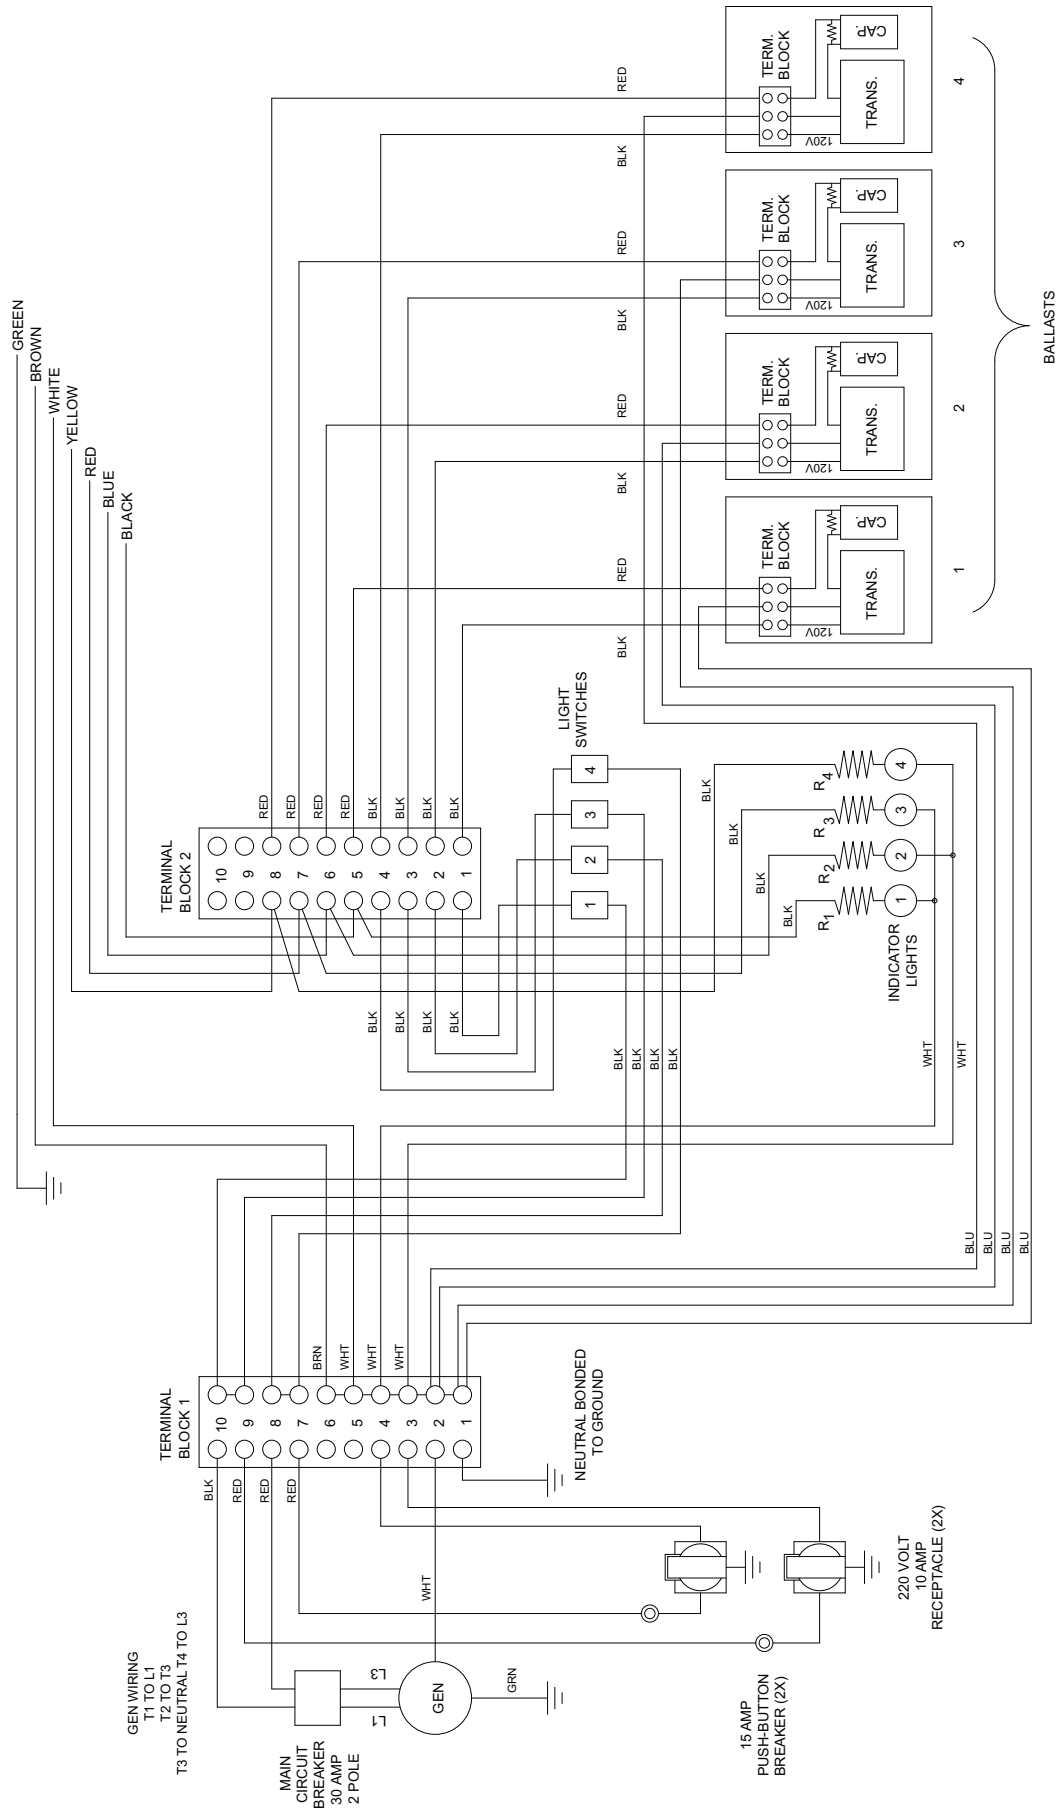 GREEN
BROWN
WHITE
YELLOW
RED
BLUE
BLACK
TERMINAL
BLOCK 2
10
9
8
7
6
5
4
3
2
1
RED
RED
RED
RED
BLK
BLK
BLK
BLK
BLK
BLK
BLK
BLK
RED
BLK
RED
BLK
RED
BLK
RED
BLK
TERM.
BLOCK
CAP.
TRANS.
120V
4
TERM.
BLOCK
CAP.
TRANS.
120V
3
TERM.
BLOCK
CAP.
TRANS.
120V
2
TERM.
BLOCK
CAP.
TRANS.
120V
1
BALLASTS
LIGHT
SWITCHES
4
3
2
1
BLK
BLK
BLK
BLK
BLK
BLK
BLK
BLK
R4
R3
R2
R1
4
3
2
1
INDICATOR
LIGHTS
WHT
WHT
BLU
BLU
BLU
BLU
TERMINAL
BLOCK 1
10
9
8
7
6
5
4
3
2
1
BRN
WHT
WHT
WHT
BLK
RED
RED
RED
NEUTRAL BONDED
TO GROUND
GEN WIRING
T1 TO L1
T2 TO T3
T3 TO NEUTRAL T4 TO L3
MAIN
CIRCUIT
BREAKER
30 AMP
2 POLE
L3
L1
GEN
WHT
GRN
15 AMP
PUSH-BUTTON
BREAKER (2X)
220 VOLT
10 AMP
RECEPTACLE (2X)